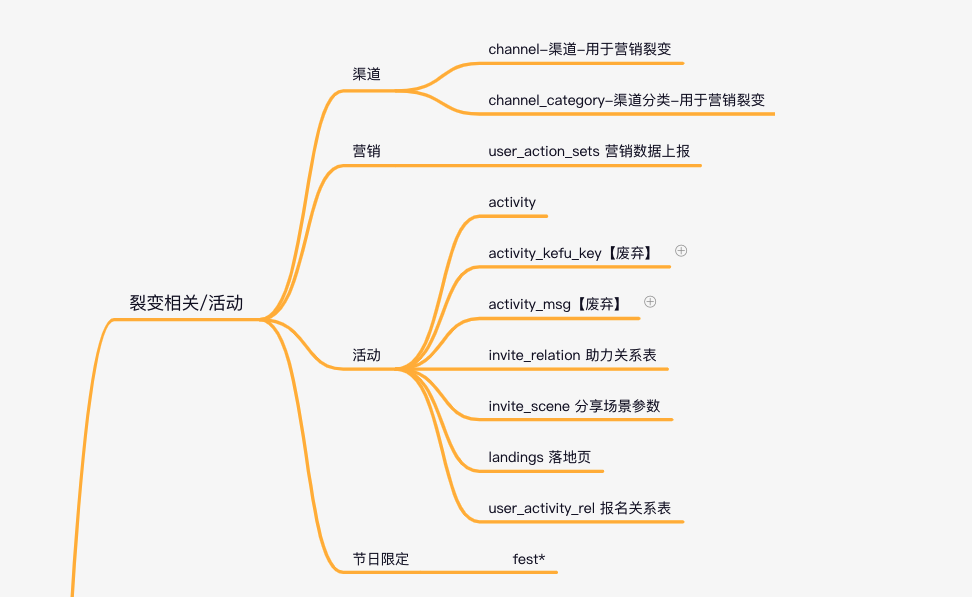 channel-渠道-用于营销裂变
渠道
channel_category-渠道分类-用于营销裂变
营销
user_action_sets 营销数据上报
activity
activity_kefu_key【废弃】
裂变相关/活动
activity_msg【废弃】
活动
invite_relation 助力关系表
invite_scene 分享场景参数
landings 落地页
user_activity_rel 报名关系表
节日限定
fest*